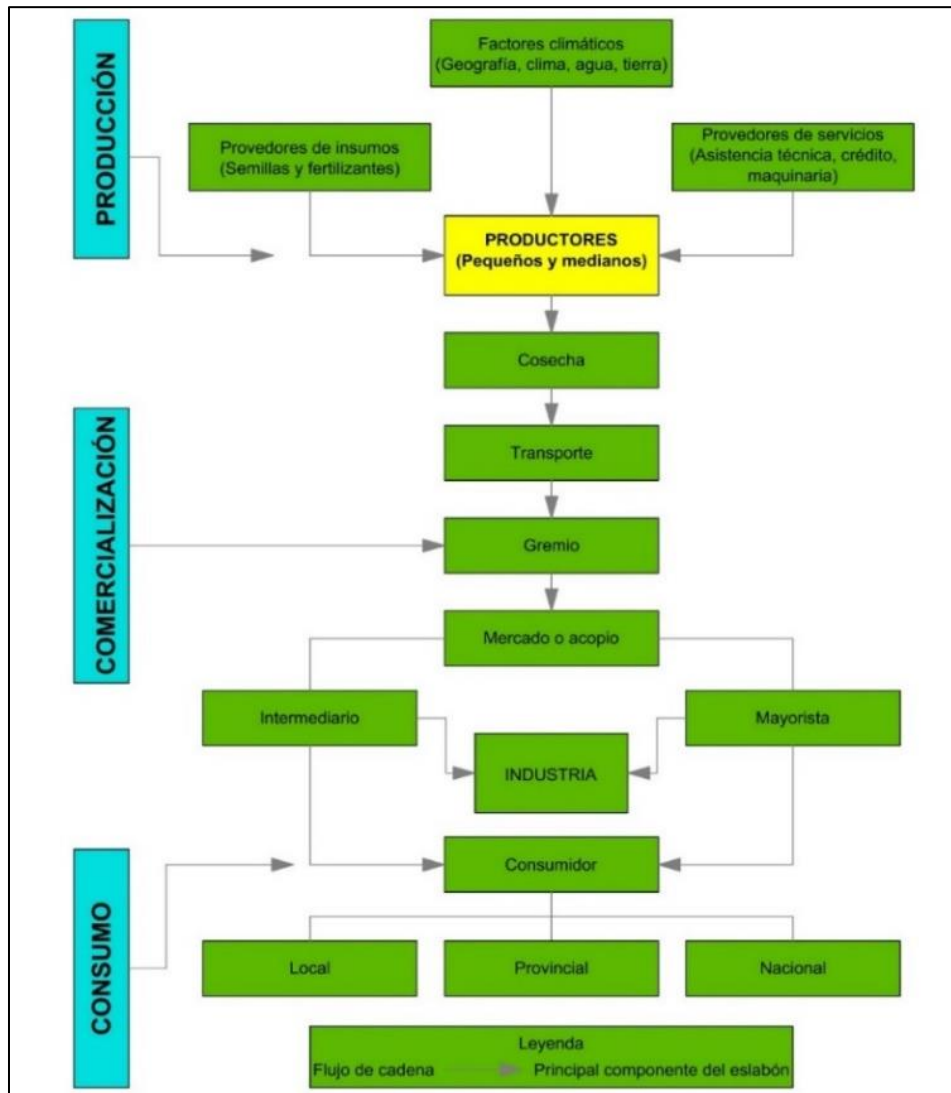 PRODUCCIÓN
Factores climáticos
(Geografía, clima, agua, tierra)
Provedores de insumos
(Semillas y fertilizantes)
Provedores de servicios
(Asistencia técnica, crédito,
maquinaria)
PRODUCTORES
(Pequeños y medianos)
Cosecha
COMERCIALIZACIÓN
Transporte
Gremio
Mercado o acopio
Intermediario
Mayorista
INDUSTRIA
CONSUMO
Consumidor
Local
Provincial
Nacional
Leyenda
Flujo de cadena
Principal componente del eslabón